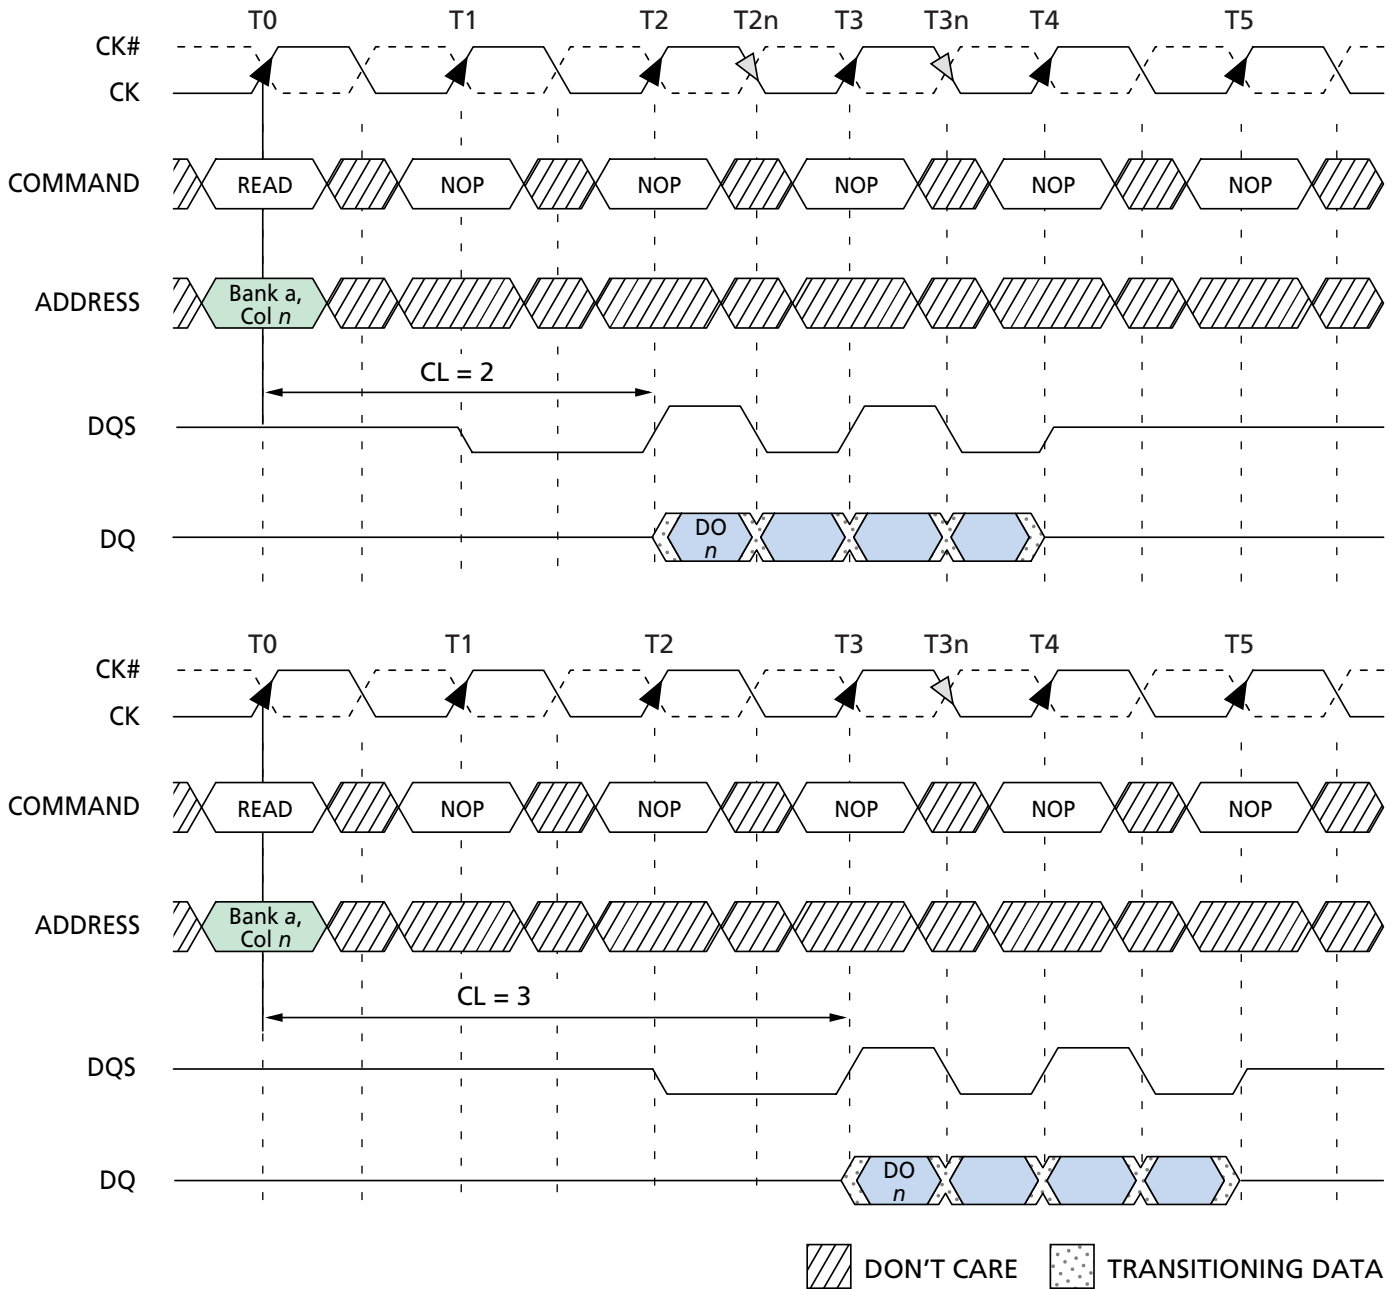 T0 T1 T2 T2n T3 T3n T4 T5
CK#
CK
COMMAND READ NOP NOP NOP NOP NOP
ADDRESS Bank a,
Col n
CL = 2
DQS
DQ DO
n
T0 T1 T2 T3 T3n T4 T5
CK#
CK
COMMAND READ NOP NOP NOP NOP NOP
ADDRESS Bank a,
Col n
CL = 3
DQS
DQ DO
n
DON'T CARE TRANSITIONING DATA